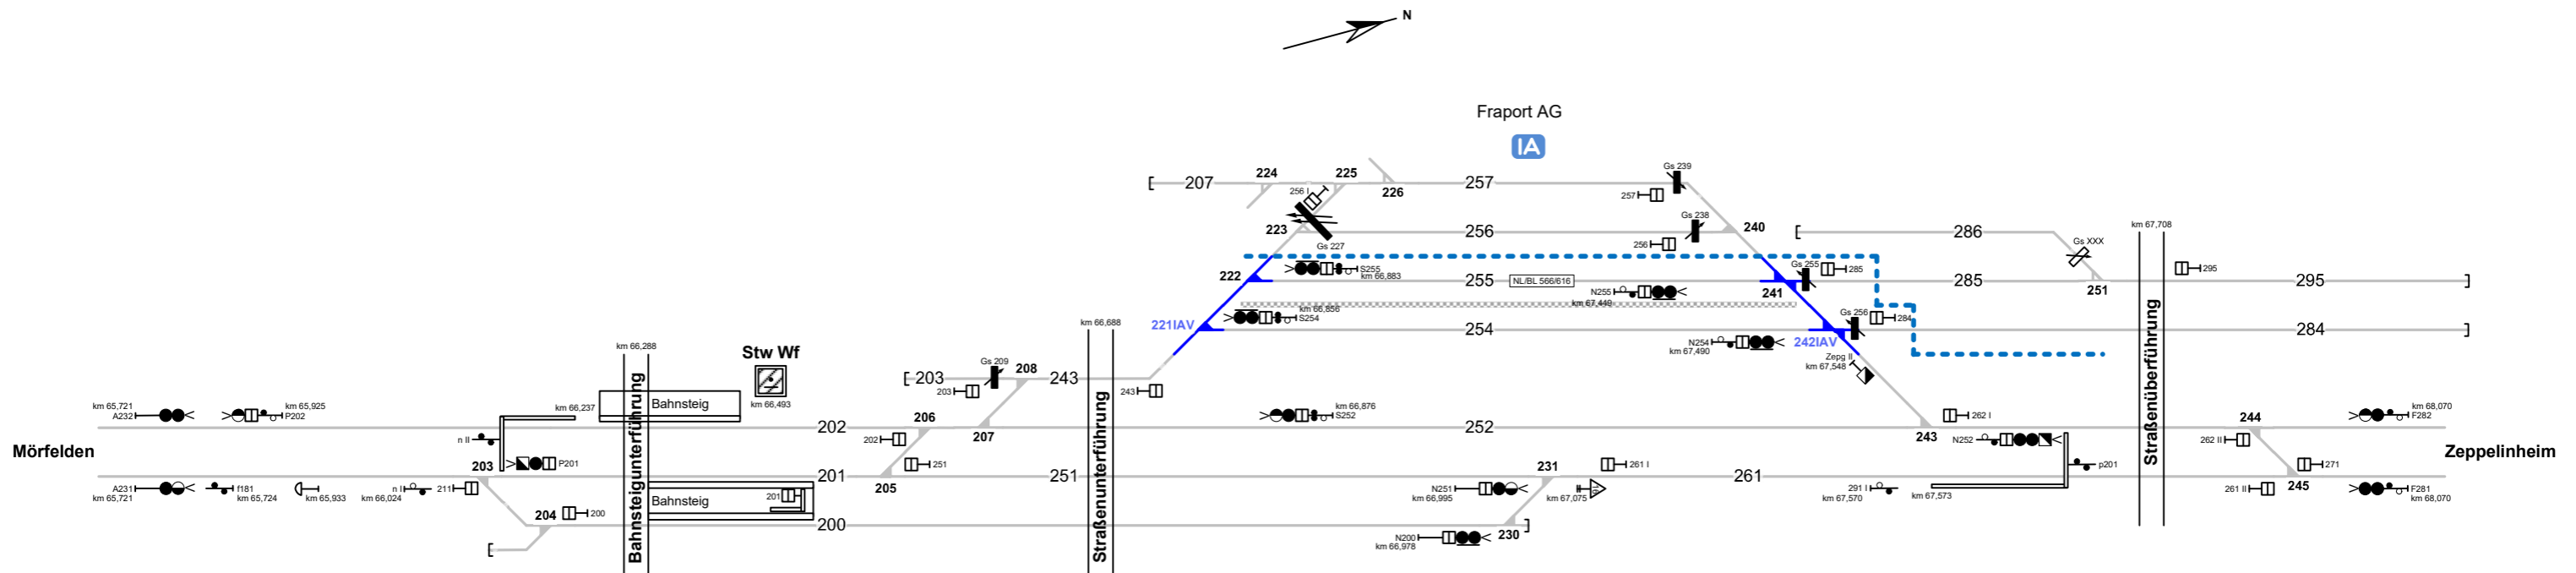 N
Fraport AG
IA
Gs 239
207
224
225
226
257
256 I
257
km 67,708
Gs 238
223
256
240
286
Gs 227
256
Gs XXX
S255
km 66,883
222
255
NL/BL 566/616
N255
km 67,449
241
Gs 255
285
285
251
295
295
km 66,856
S254
221IAV
254
N254
km 67,490
242IAV
Gs 256
284
284
km 66,688
km 66,288
Stw Wf
km 66,493
Zepg II
km 67,548
Gs 209
203
203
208
243
243
km 65,721
A232
km 65,925
P202
km 66,237
Bahnsteig
Bahnsteigunterführung
Straßenunterführung
Straßenüberführung
202
206
207
km 66,876
S252
252
262 I
243
244
km 68,070
F282
Mörfelden
n II
202
N252
262 II
Zeppelinheim
203
P201
251
201
205
251
231
261 I
261
p201
271
A231
km 65,721
f181
km 65,724
km 65,933
n I
km 66,024
211
Bahnsteig
201
N251
km 66,995
km 67,075
291 I
km 67,570
km 67,573
261 II
245
F281
km 68,070
204
200
200
230
N200
km 66,978